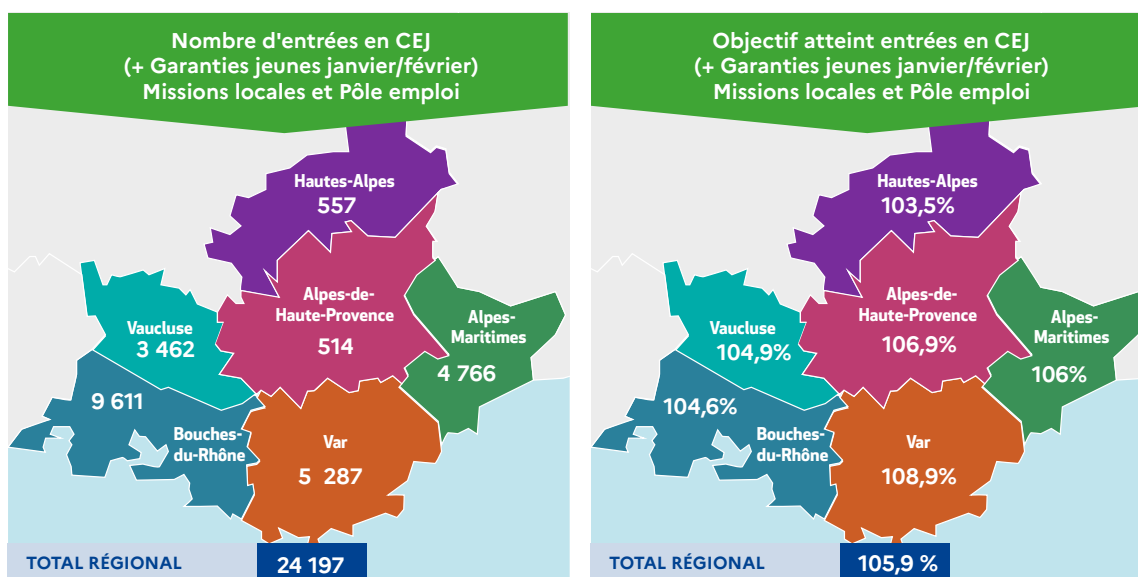 Nombre d'entrées en CEJ
(+ Garanties jeunes janvier/février)
Missions locales et Pôle emploi
Hautes-Alpes
557
Alpes-de-
Haute-Provence
514
Alpes-
Maritimes
4 766
Vaucluse
3 462
9 611
Bouches-
du-Rhône
Var
5 287
TOTAL RÉGIONAL
24 197
Objectif atteint entrées en CEJ
(+ Garanties jeunes janvier/février)
Missions locales et Pôle emploi
Hautes-Alpes
103,5%
Alpes-de-
Haute-Provence
106,9%
Alpes-
Maritimes
106%
Vaucluse
104,9%
104,6%
Bouches-
du-Rhône
Var
108,9%
TOTAL RÉGIONAL
105,9 %